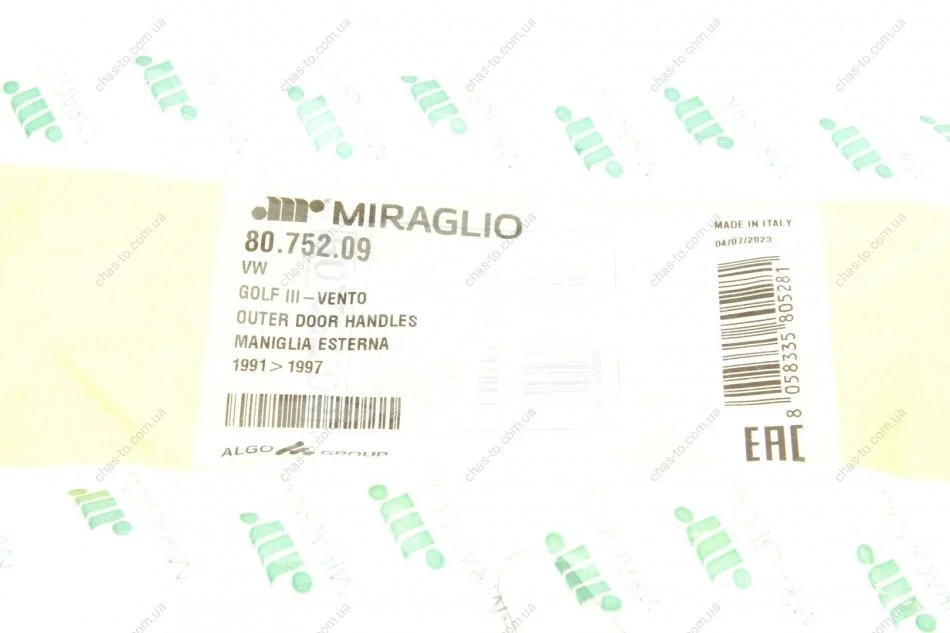 MIRAGLIO
80.752.09
VW
GOLF III – VENTO
OUTER DOOR HANDLES
MANIGLIA ESTERNA
1991 > 1997
ALGO GROUP
MADE IN ITALY
04/07/2023
8 058335 805281
EAC
chas-to.com.ua